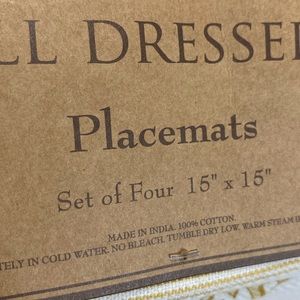 LL DRESSE
Placemats
Set of Four 15" x 15"
MADE IN INDIA. 100% COTTON.
TELY IN COLD WATER. NO BLEACH. TUMBLE DRY LOW. WARM STEAM